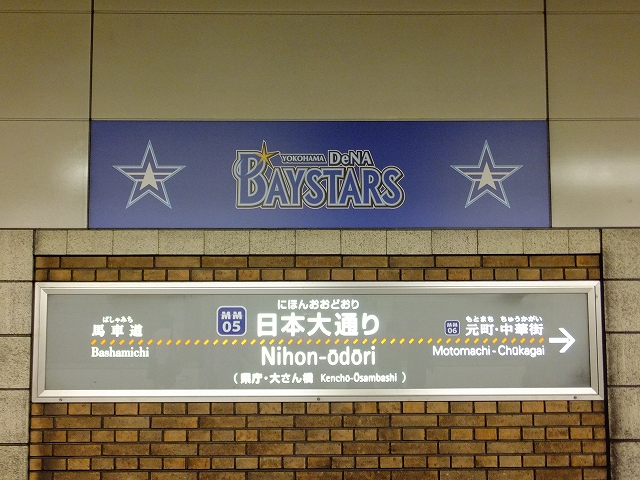 YOKOHAMA DeNA
BAYSTARS
ばしゃみち
馬車道
Bashamichi
MM
05
にほんおおどおり
日本大通り
Nihon-ōdōri
(県庁・大さん橋 Kenchō-Ōsambashi)
MM
06
もとまち ちゅうかがい
元町・中華街
Motomachi-Chūkagai